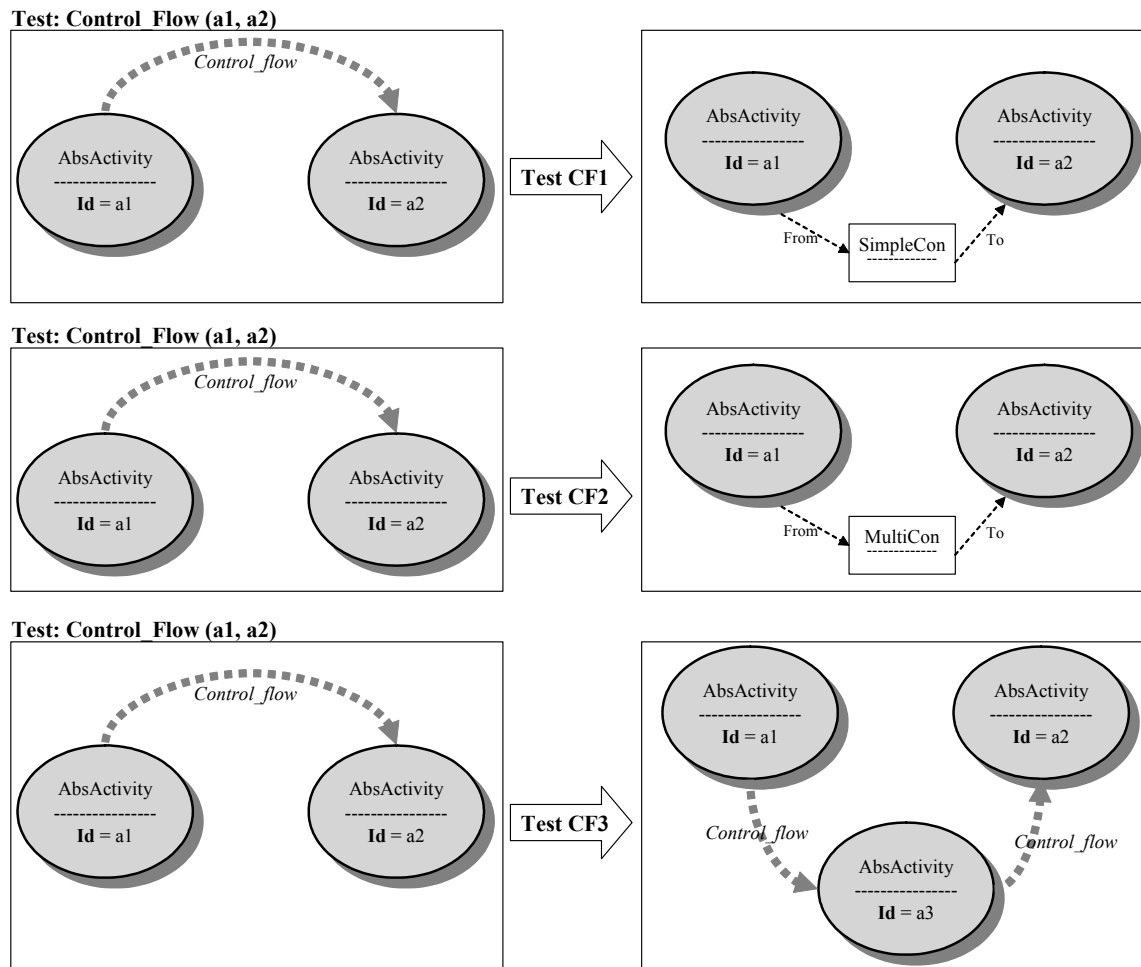 Test: Control_Flow (a1, a2)
Control_flow
AbsActivity
-----------------
Id = a1
AbsActivity
-----------------
Id = a2
Test CF1
AbsActivity
-----------------
Id = a1
AbsActivity
-----------------
Id = a2
From
SimpleCon
-------------
To
Test: Control_Flow (a1, a2)
Control_flow
AbsActivity
-----------------
Id = a1
AbsActivity
-----------------
Id = a2
Test CF2
AbsActivity
-----------------
Id = a1
AbsActivity
-----------------
Id = a2
From
MultiCon
-------------
To
Test: Control_Flow (a1, a2)
Control_flow
AbsActivity
-----------------
Id = a1
AbsActivity
-----------------
Id = a2
Test CF3
AbsActivity
-----------------
Id = a1
AbsActivity
-----------------
Id = a2
Control_flow
Control_flow
AbsActivity
-----------------
Id = a3